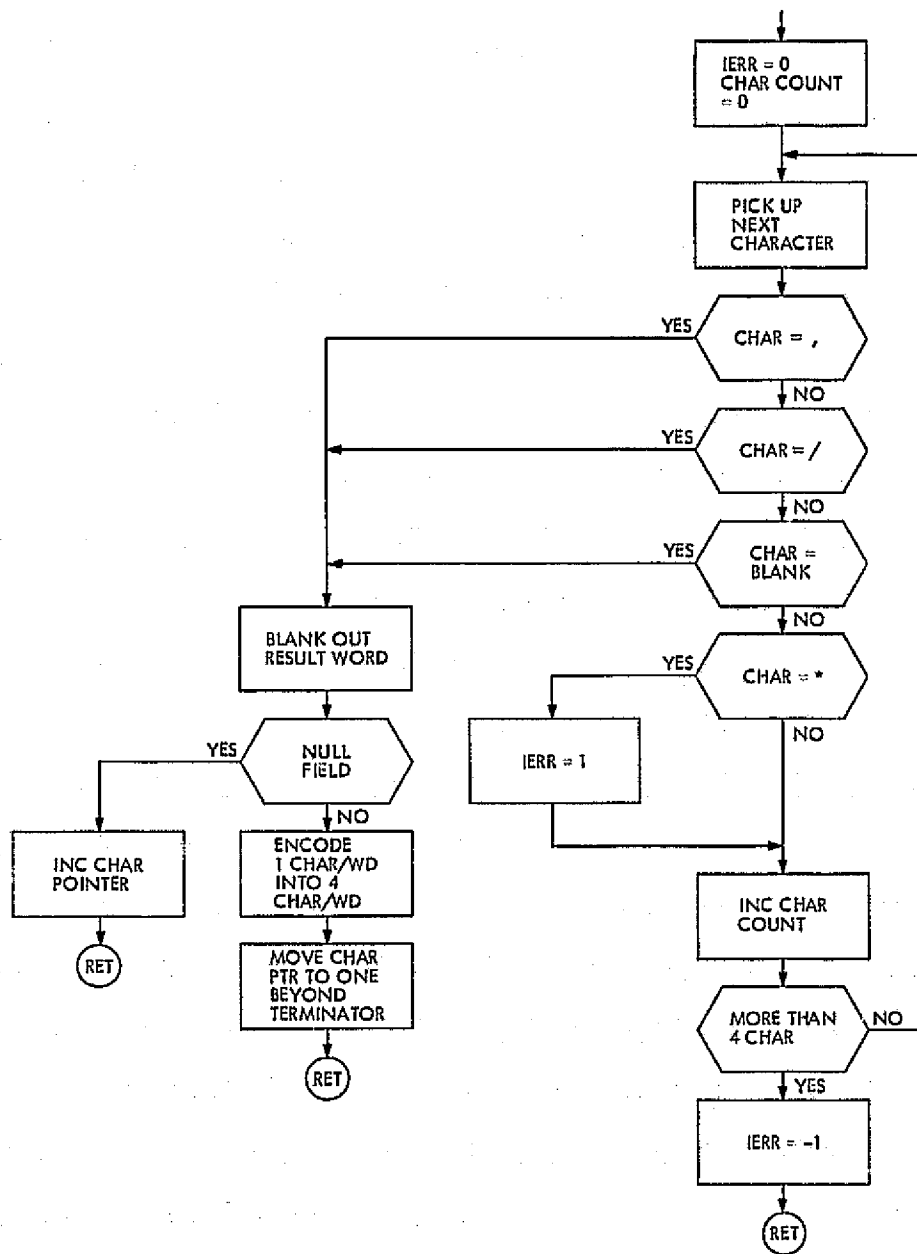 IERR = 0
CHAR COUNT
= 0
PICK UP
NEXT
CHARACTER
YES
CHAR = ,
NO
YES
CHAR = /
NO
YES
CHAR =
BLANK
NO
BLANK OUT
RESULT WORD
YES
CHAR = *
NO
YES
NULL
FIELD
IERR = 1
NO
INC CHAR
POINTER
ENCODE
1 CHAR/WD
INTO 4
CHAR/WD
INC CHAR
COUNT
RET
MOVE CHAR
PTR TO ONE
BEYOND
TERMINATOR
MORE THAN
4 CHAR
NO
RET
YES
IERR = -1
RET